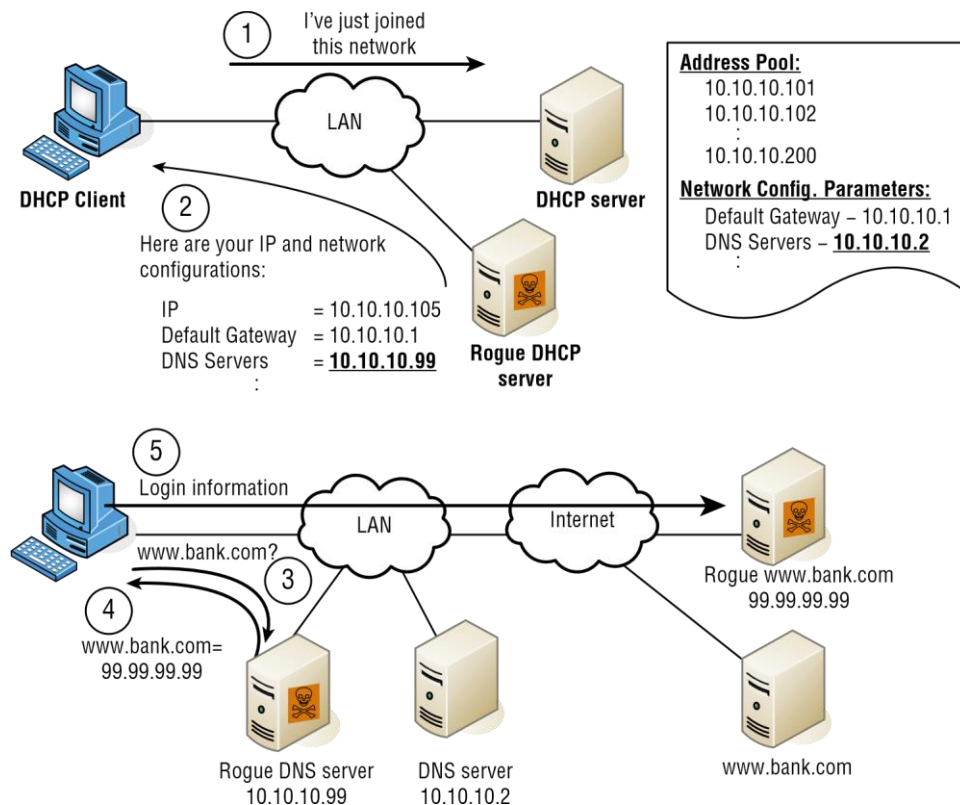 1
I've just joined
this network
LAN
DHCP Client
DHCP server
2
Here are your IP and network
configurations:
IP = 10.10.10.105
Default Gateway = 10.10.10.1
DNS Servers = 10.10.10.99
:
Rogue DHCP
server
Address Pool:
10.10.10.101
10.10.10.102
:
10.10.10.200
Network Config. Parameters:
Default Gateway – 10.10.10.1
DNS Servers – 10.10.10.2
:
5
Login information
LAN
Internet
www.bank.com?
3
4
www.bank.com=
99.99.99.99
Rogue www.bank.com
99.99.99.99
Rogue DNS server
10.10.10.99
DNS server
10.10.10.2
www.bank.com